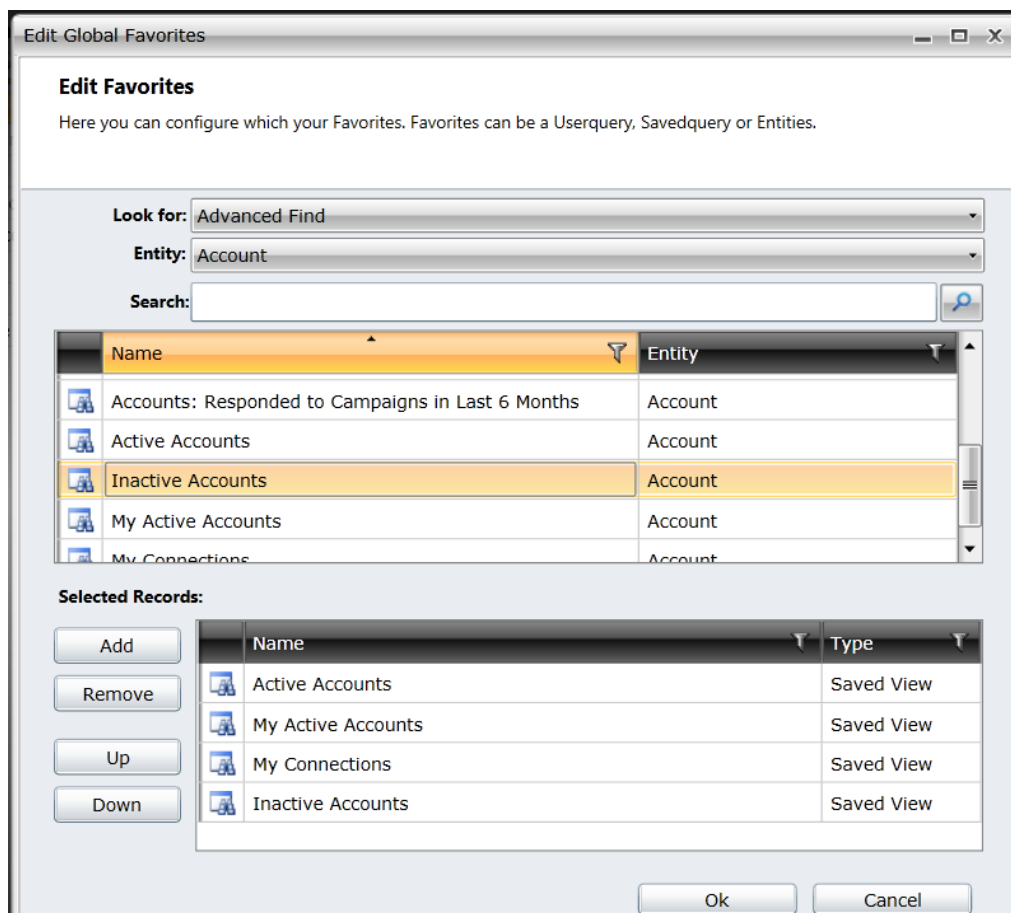 Edit Global Favorites
Edit Favorites
Here you can configure which your Favorites. Favorites can be a Userquery, Savedquery or Entities.
Look for: Advanced Find
Entity: Account
Search:
Name Entity
Accounts: Responded to Campaigns in Last 6 Months Account
Active Accounts Account
Inactive Accounts Account
My Active Accounts Account
My Connections Account
Selected Records:
Add
Remove
Up
Down
Name Type
Active Accounts Saved View
My Active Accounts Saved View
My Connections Saved View
Inactive Accounts Saved View
Ok Cancel